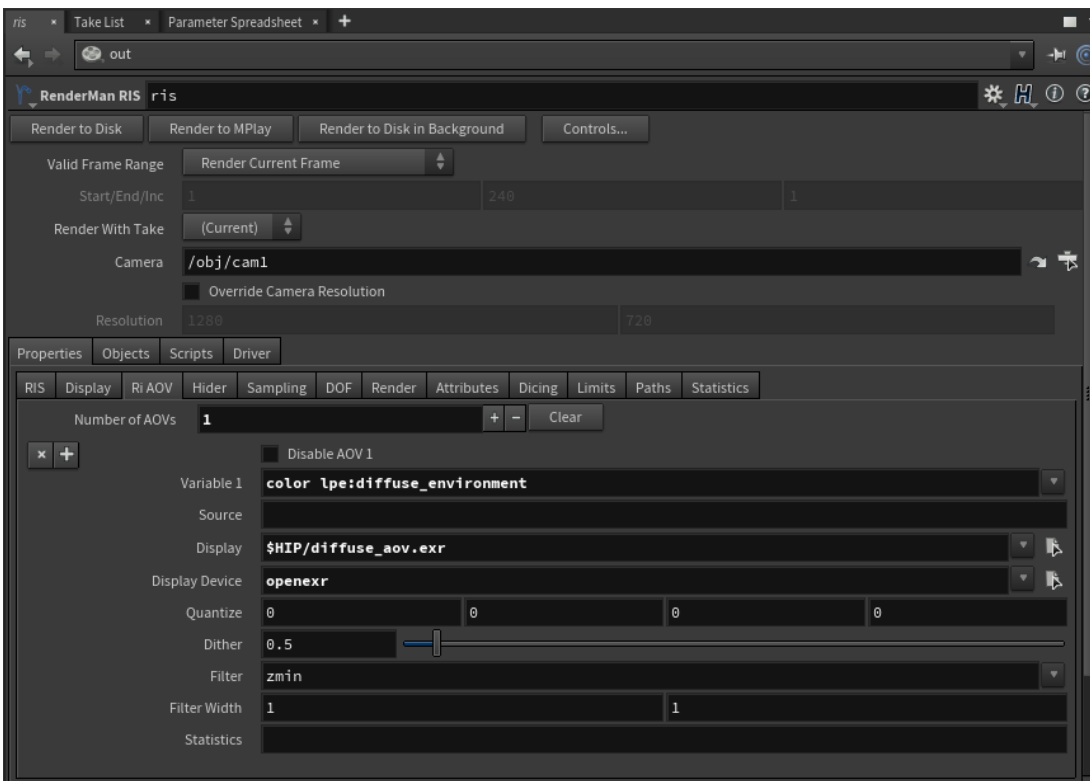 ris Take List Parameter Spreadsheet
out
RenderMan RIS ris
Render to Disk Render to MPlay Render to Disk in Background Controls...
Valid Frame Range Render Current Frame
Start/End/Inc 1 240 1
Render With Take (Current)
Camera /obj/cam1
Override Camera Resolution
Resolution 1280 720
Properties Objects Scripts Driver
RIS Display Ri AOV Hider Sampling DOF Render Attributes Dicing Limits Paths Statistics
Number of AOVs 1 + - Clear
Disable AOV 1
Variable 1 color lpe:diffuse_environment
Source
Display $HIP/diffuse_aov.exr
Display Device openexr
Quantize 0 0 0 0
Dither 0.5
Filter zmin
Filter Width 1 1
Statistics